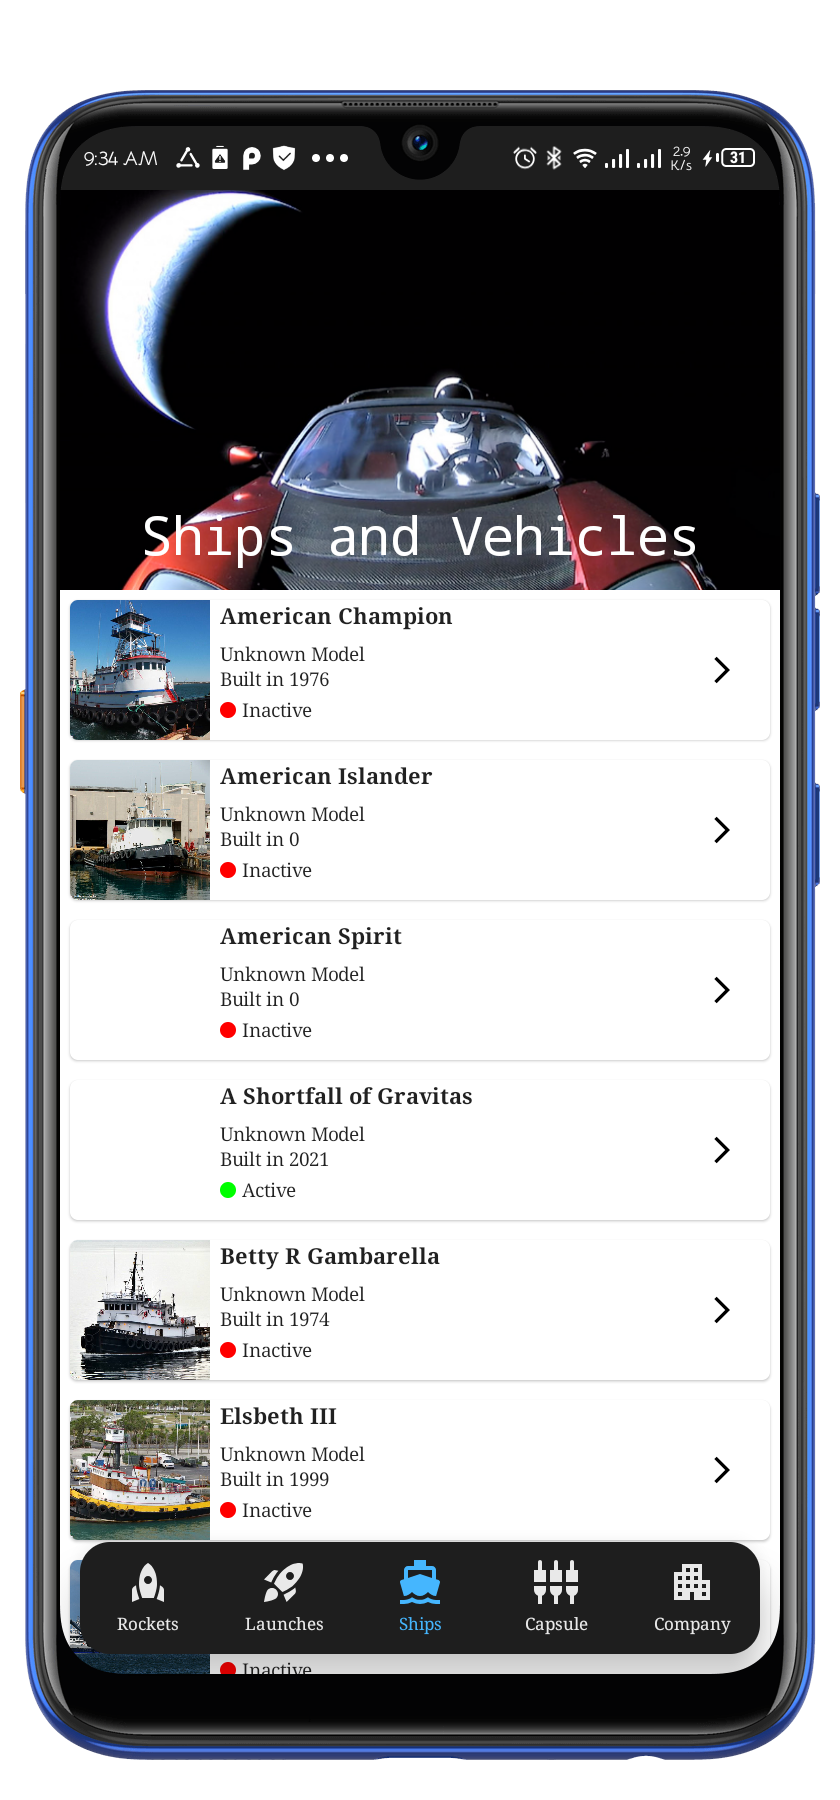 9:34 AM
2.9
K/s
31
Ships and Vehicles
American Champion
Unknown Model
Built in 1976
Inactive
American Islander
Unknown Model
Built in 0
Inactive
American Spirit
Unknown Model
Built in 0
Inactive
A Shortfall of Gravitas
Unknown Model
Built in 2021
Active
Betty R Gambarella
Unknown Model
Built in 1974
Inactive
Elsbeth III
Unknown Model
Built in 1999
Inactive
Rockets
Launches
Ships
Capsule
Company
Inactive